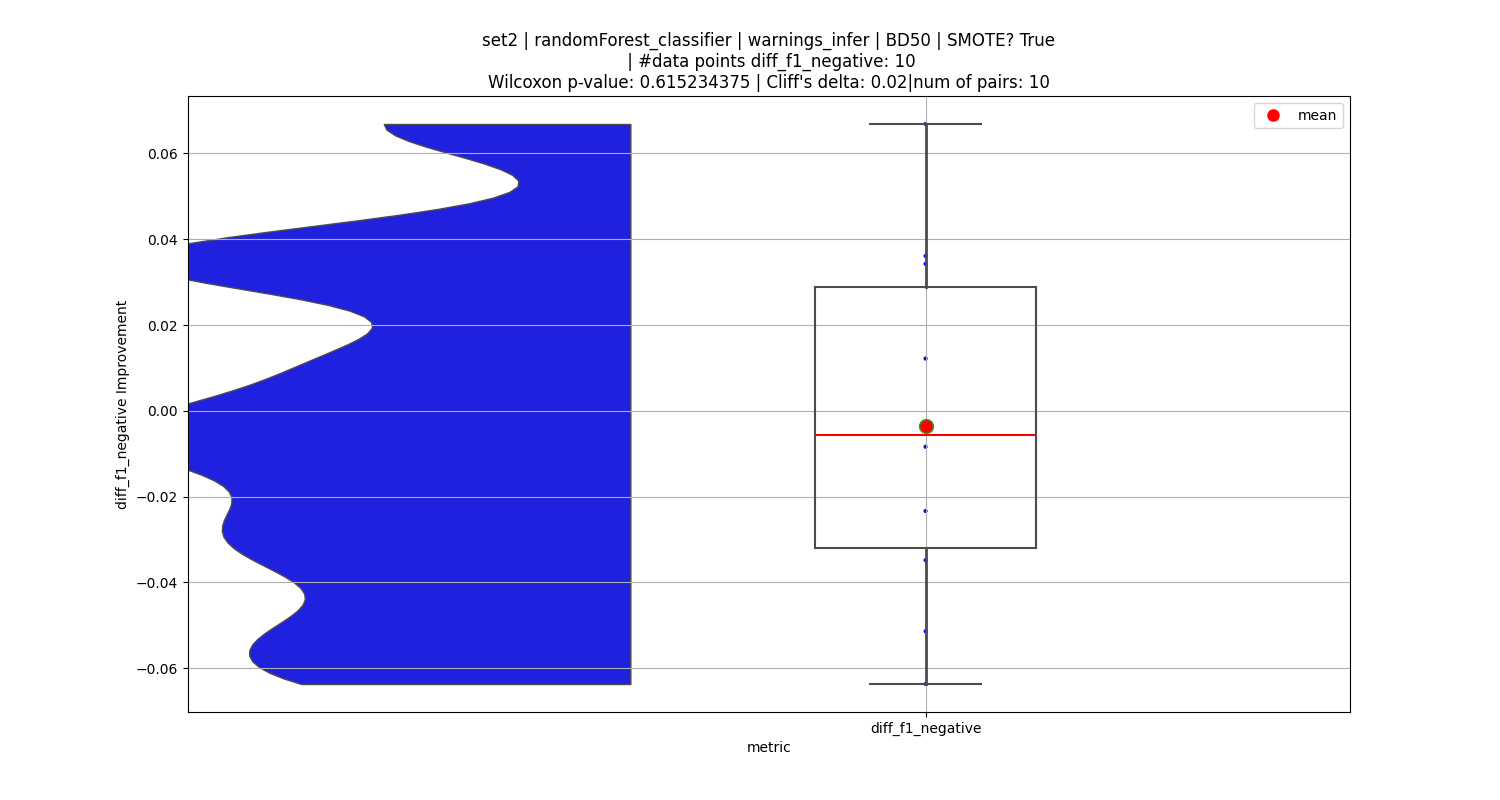 set2 | randomForest_classifier | warnings_infer | BD50 | SMOTE? True
| #data points diff_f1_negative: 10
Wilcoxon p-value: 0.615234375 | Cliff's delta: 0.02|num of pairs: 10
mean
0.06
0.04
0.02
0.00
−0.02
−0.04
−0.06
diff_f1_negative Improvement
diff_f1_negative
metric